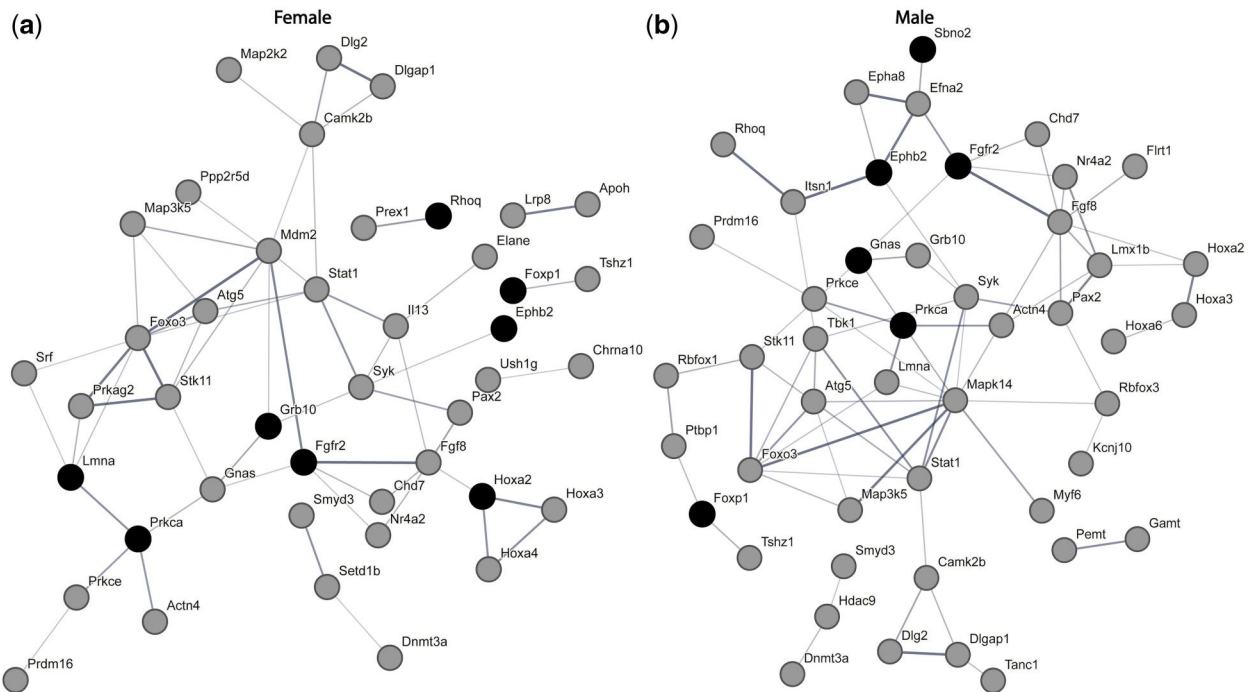 (a)
Female
Map2k2
Dlg2
Dlgap1
Camk2b
Ppp2r5d
Map3k5
Mdm2
Prex1
Rhoq
Lrp8
Apoh
Elane
Stat1
Foxp1
Tshz1
Atg5
Il13
Ephb2
Foxo3
Srf
Syk
Ush1g
Chrna10
Prkag2
Stk11
Pax2
Grb10
Lmna
Fgfr2
Fgf8
Gnas
Smyd3
Chd7
Hoxa2
Hoxa3
Nr4a2
Prkca
Hoxa4
Prkce
Setd1b
Actn4
Dnmt3a
Prdm16
(b)
Male
Sbno2
Epha8
Efna2
Rhoq
Chd7
Ephb2
Fgfr2
Nr4a2
Flrt1
Itsn1
Fgf8
Prdm16
Gnas
Grb10
Lmx1b
Hoxa2
Prkce
Syk
Prkca
Actn4
Pax2
Hoxa3
Tbk1
Hoxa6
Rbfox1
Stk11
Lmna
Atg5
Mapk14
Rbfox3
Ptbp1
Foxo3
Kcnj10
Stat1
Foxp1
Map3k5
Myf6
Tshz1
Pemt
Gamt
Smyd3
Camk2b
Hdac9
Dlg2
Dlgap1
Dnmt3a
Tanc1